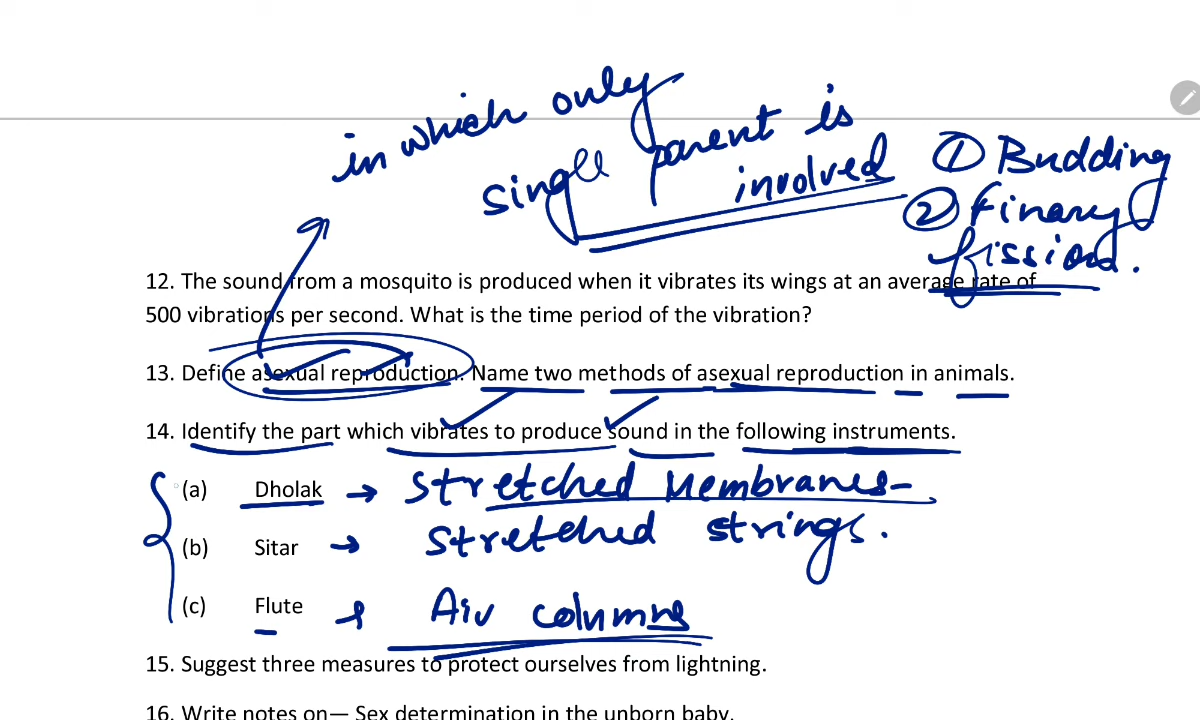 in which only
single parent is
involved
① Budding
② Finary
fission.
12. The sound from a mosquito is produced when it vibrates its wings at an average rate of
500 vibrations per second. What is the time period of the vibration?
13. Define asexual reproduction. Name two methods of asexual reproduction in animals.
14. Identify the part which vibrates to produce sound in the following instruments.
(a) Dholak → Stretched Membranes-
(b) Sitar → Stretched strings.
(c) Flute → Air columns
15. Suggest three measures to protect ourselves from lightning.
16. Write notes on— Sex determination in the unborn baby.